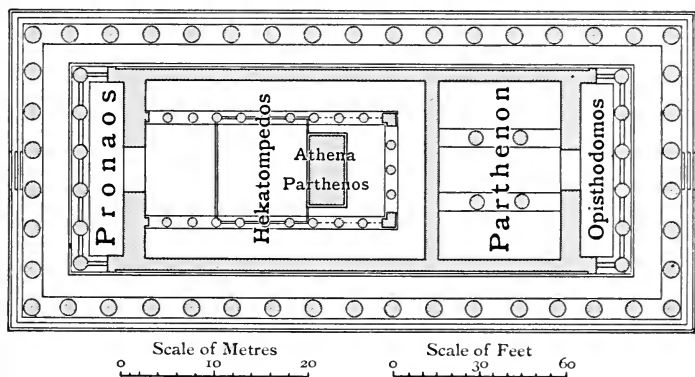 Pronaos
Hekatompedos
Athena
Parthenos
Parthenon
Opisthodomos
Scale of Metres
0 10 20
Scale of Feet
0 30 60